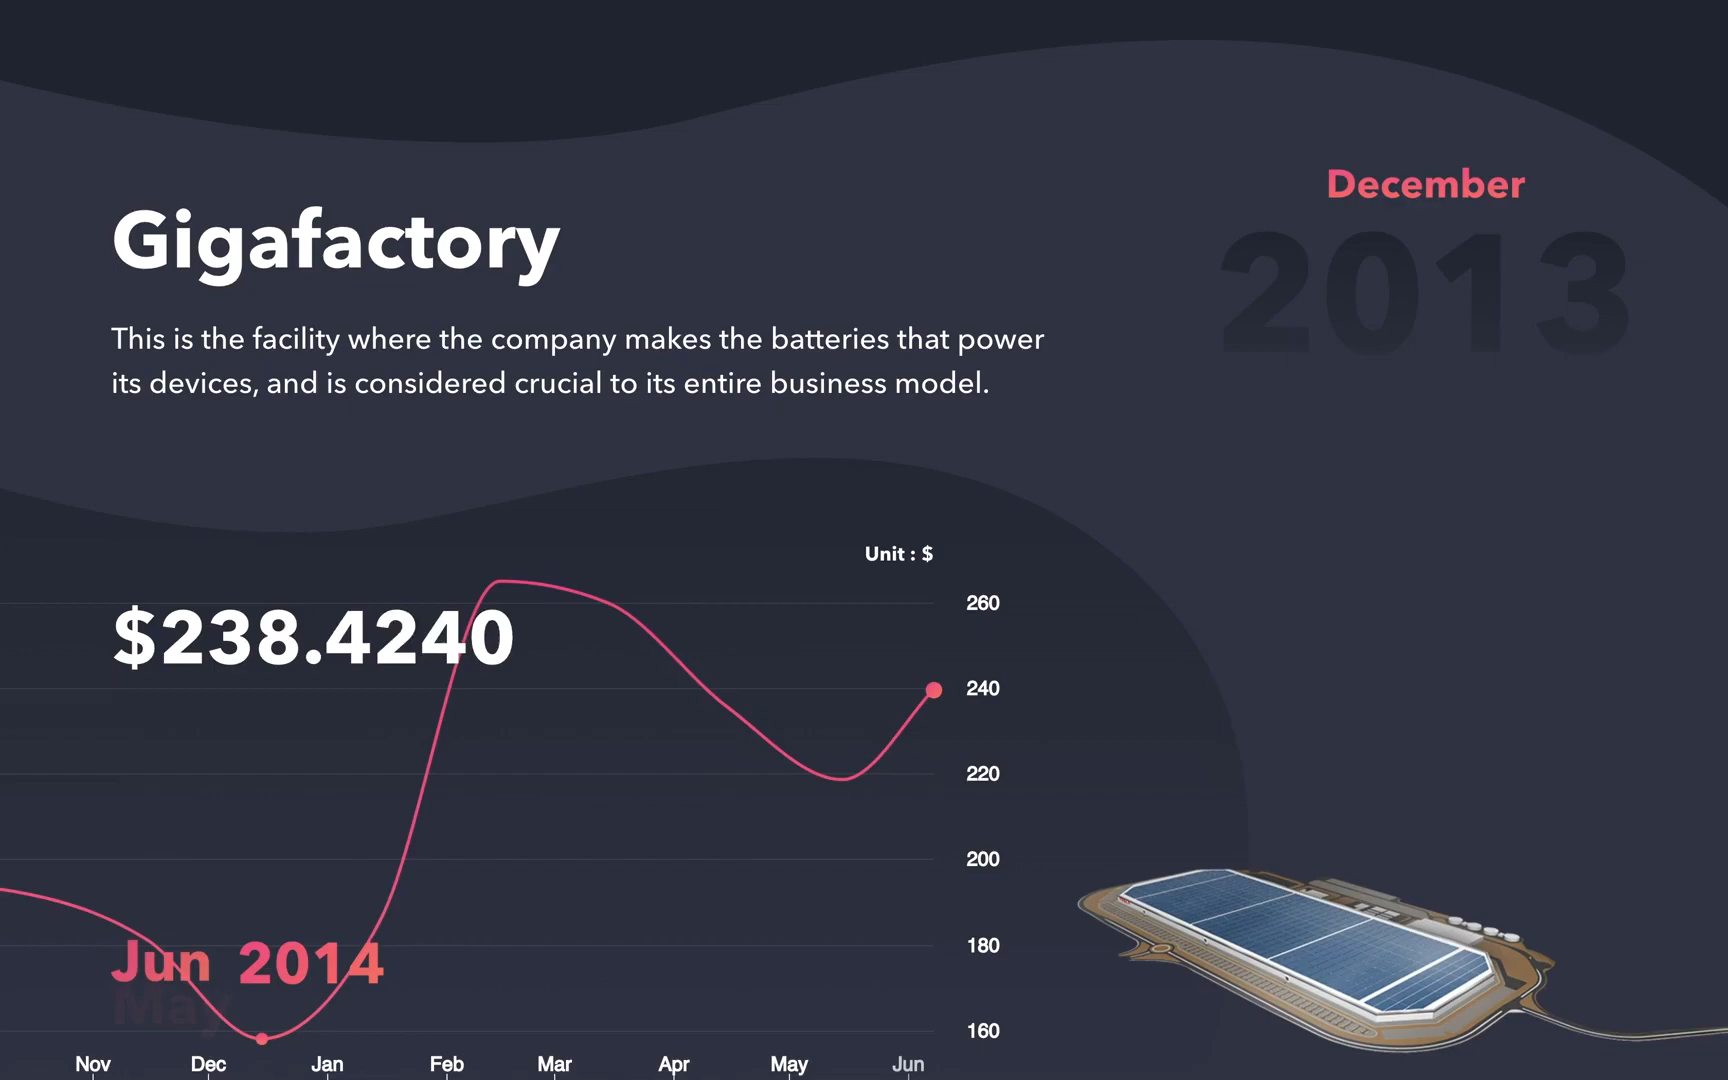 December
2013
Gigafactory
This is the facility where the company makes the batteries that power
its devices, and is considered crucial to its entire business model.
Unit : $
$238.4240
260
240
220
200
180
160
Jun 2014
May
Nov Dec Jan Feb Mar Apr May Jun